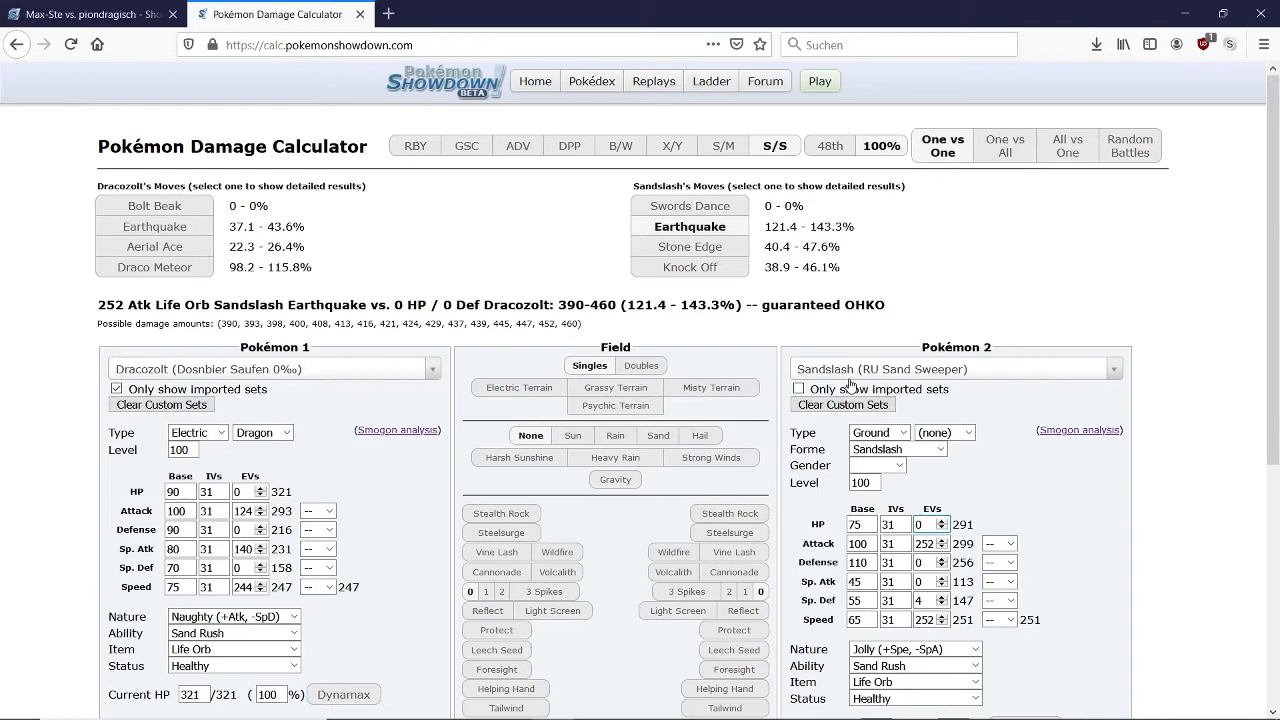 Max-Ste vs. piondragisch - Sho
Pokémon Damage Calculator
https://calc.pokemonshowdown.com
Suchen
1
Pokémon SHOWDOWN! BETA
Home Pokédex Replays Ladder Forum Play
Pokémon Damage Calculator
RBY GSC ADV DPP B/W X/Y S/M S/S 48th 100%
One vs One
One vs All
All vs One
Random Battles
Dracozolt's Moves (select one to show detailed results)
Bolt Beak 0 - 0%
Earthquake 37.1 - 43.6%
Aerial Ace 22.3 - 26.4%
Draco Meteor 98.2 - 115.8%
Sandslash's Moves (select one to show detailed results)
Swords Dance 0 - 0%
Earthquake 121.4 - 143.3%
Stone Edge 40.4 - 47.6%
Knock Off 38.9 - 46.1%
252 Atk Life Orb Sandslash Earthquake vs. 0 HP / 0 Def Dracozolt: 390-460 (121.4 - 143.3%) -- guaranteed OHKO
Possible damage amounts: (390, 393, 398, 400, 408, 413, 416, 421, 424, 429, 437, 439, 445, 447, 452, 460)
Pokémon 1
Dracozolt (Dosnbier Saufen 0‰)
Only show imported sets
Clear Custom Sets
Type Electric Dragon (Smogon analysis)
Level 100
Base IVs EVs
HP 90 31 0 321
Attack 100 31 124 293 --
Defense 90 31 0 216 --
Sp. Atk 80 31 140 231 --
Sp. Def 70 31 0 158 --
Speed 75 31 244 247 -- 247
Nature Naughty (+Atk, -SpD)
Ability Sand Rush
Item Life Orb
Status Healthy
Current HP 321 /321 ( 100 %) Dynamax
Field
Singles Doubles
Electric Terrain Grassy Terrain Misty Terrain
Psychic Terrain
None Sun Rain Sand Hail
Harsh Sunshine Heavy Rain Strong Winds
Gravity
Stealth Rock Stealth Rock
Steelsurge Steelsurge
Vine Lash Wildfire Wildfire Vine Lash
Cannonade Volcalith Volcalith Cannonade
0 1 2 3 Spikes 3 Spikes 2 1 0
Reflect Light Screen Light Screen Reflect
Protect Protect
Leech Seed Leech Seed
Foresight Foresight
Helping Hand Helping Hand
Tailwind Tailwind
Pokémon 2
Sandslash (RU Sand Sweeper)
Only show imported sets
Clear Custom Sets
Type Ground (none) (Smogon analysis)
Forme Sandslash
Gender
Level 100
Base IVs EVs
HP 75 31 0 291
Attack 100 31 252 299 --
Defense 110 31 0 256 --
Sp. Atk 45 31 0 113 --
Sp. Def 55 31 4 147 --
Speed 65 31 252 251 -- 251
Nature Jolly (+Spe, -SpA)
Ability Sand Rush
Item Life Orb
Status Healthy